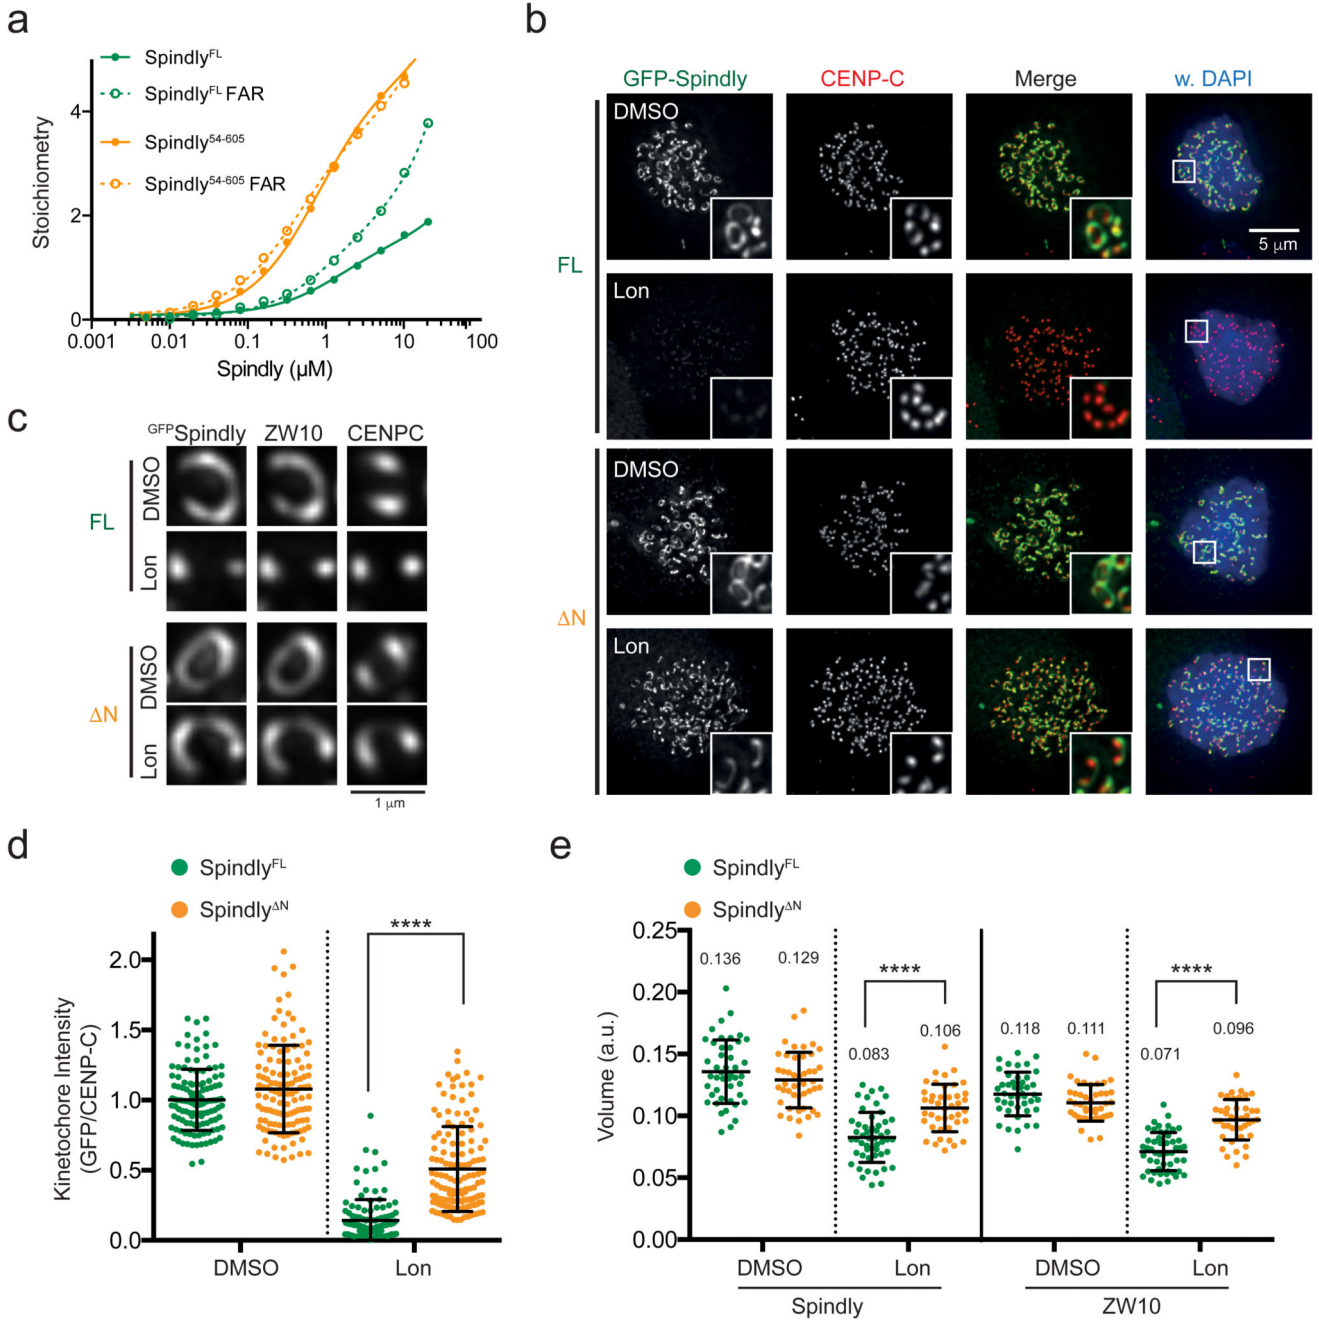 a
Spindly^FL
Spindly^FL FAR
Spindly^54-605
Spindly^54-605 FAR
Stoichiometry
4
2
0
0.001 0.01 0.1 1 10 100
Spindly (μM)
b
GFP-Spindly CENP-C Merge w. DAPI
FL
DMSO
5 μm
Lon
ΔN
DMSO
Lon
c
GFPSpindly ZW10 CENPC
FL
DMSO
Lon
ΔN
DMSO
Lon
1 μm
d
Spindly^FL
Spindly^ΔN
Kinetochore Intensity
(GFP/CENP-C)
2.0
1.5
1.0
0.5
0.0
****
DMSO Lon
e
Spindly^FL
Spindly^ΔN
Volume (a.u.)
0.25
0.20
0.15
0.10
0.05
0.00
0.136 0.129
****
0.083 0.106
0.118 0.111
****
0.071 0.096
DMSO Lon DMSO Lon
Spindly ZW10